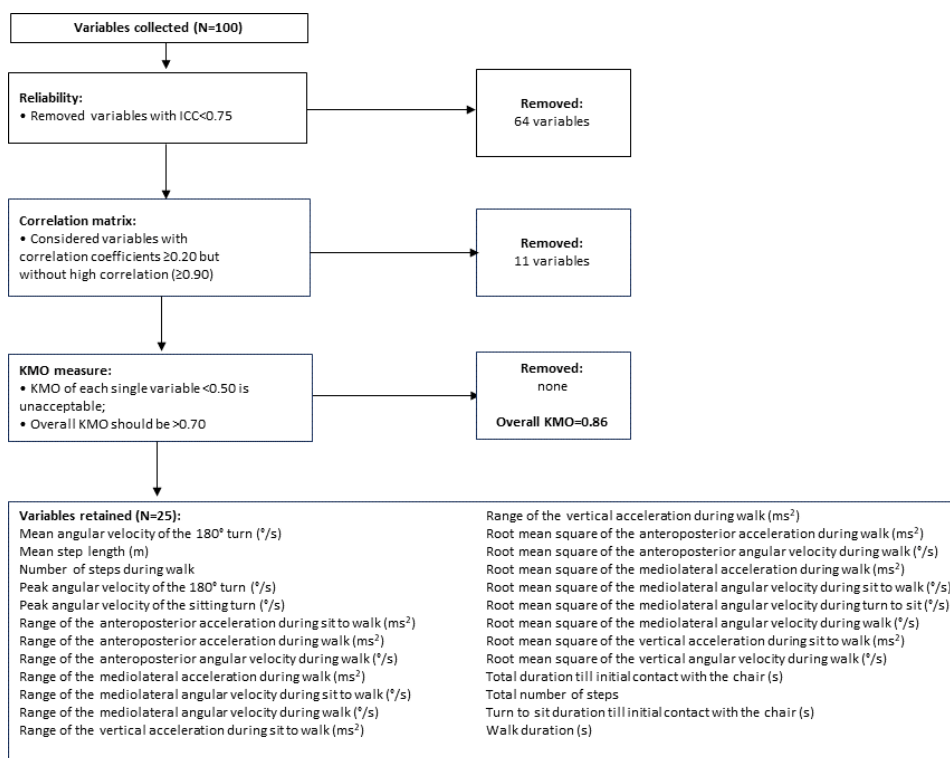 Variables collected (N=100)
Reliability:
• Removed variables with ICC<0.75
Removed:
64 variables
Correlation matrix:
• Considered variables with
correlation coefficients ≥0.20 but
without high correlation (≥0.90)
Removed:
11 variables
KMO measure:
• KMO of each single variable <0.50 is
unacceptable;
• Overall KMO should be >0.70
Removed:
none
Overall KMO=0.86
Variables retained (N=25):
Mean angular velocity of the 180° turn (°/s)
Mean step length (m)
Number of steps during walk
Peak angular velocity of the 180° turn (°/s)
Peak angular velocity of the sitting turn (°/s)
Range of the anteroposterior acceleration during sit to walk (ms²)
Range of the anteroposterior acceleration during walk (ms²)
Range of the anteroposterior angular velocity during walk (°/s)
Range of the mediolateral acceleration during walk (ms²)
Range of the mediolateral angular velocity during sit to walk (°/s)
Range of the mediolateral angular velocity during walk (°/s)
Range of the vertical acceleration during sit to walk (ms²)
Range of the vertical acceleration during walk (ms²)
Root mean square of the anteroposterior acceleration during walk (ms²)
Root mean square of the anteroposterior angular velocity during walk (°/s)
Root mean square of the mediolateral acceleration during walk (ms²)
Root mean square of the mediolateral angular velocity during sit to walk (°/s)
Root mean square of the mediolateral angular velocity during turn to sit (°/s)
Root mean square of the mediolateral angular velocity during walk (°/s)
Root mean square of the vertical acceleration during sit to walk (ms²)
Root mean square of the vertical angular velocity during walk (°/s)
Total duration till initial contact with the chair (s)
Total number of steps
Turn to sit duration till initial contact with the chair (s)
Walk duration (s)